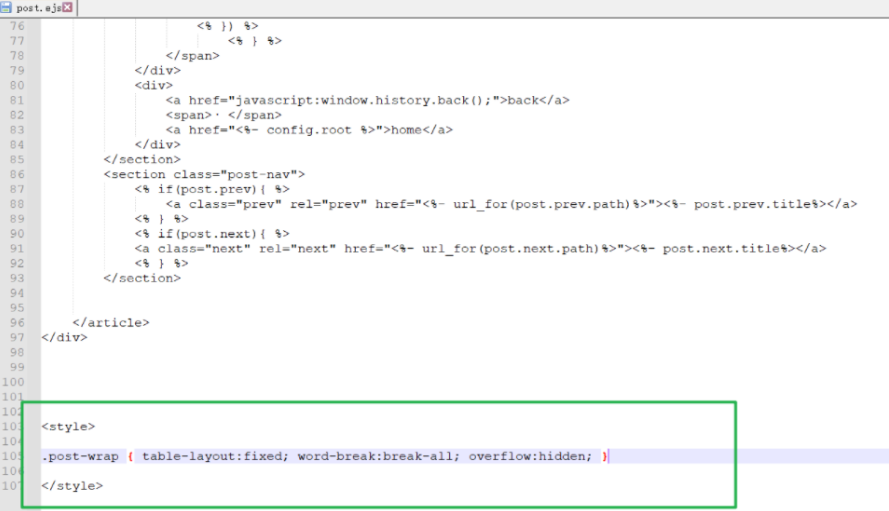 post.ejs
76 <% }) %>
77 <% } %>
78 </span>
79 </div>
80 <div>
81 <a href="javascript:window.history.back();">back</a>
82 <span>· </span>
83 <a href="<%- config.root %>">home</a>
84 </div>
85 </section>
86 <section class="post-nav">
87 <% if(post.prev){ %>
88 <a class="prev" rel="prev" href="<%- url_for(post.prev.path)%>"><%- post.prev.title%></a>
89 <% } %>
90 <% if(post.next){ %>
91 <a class="next" rel="next" href="<%- url_for(post.next.path)%>"><%- post.next.title%></a>
92 <% } %>
93 </section>
94
95
96 </article>
97 </div>
98
99
100
101
102
103 <style>
104
105 .post-wrap { table-layout:fixed; word-break:break-all; overflow:hidden; }
106
107 </style>